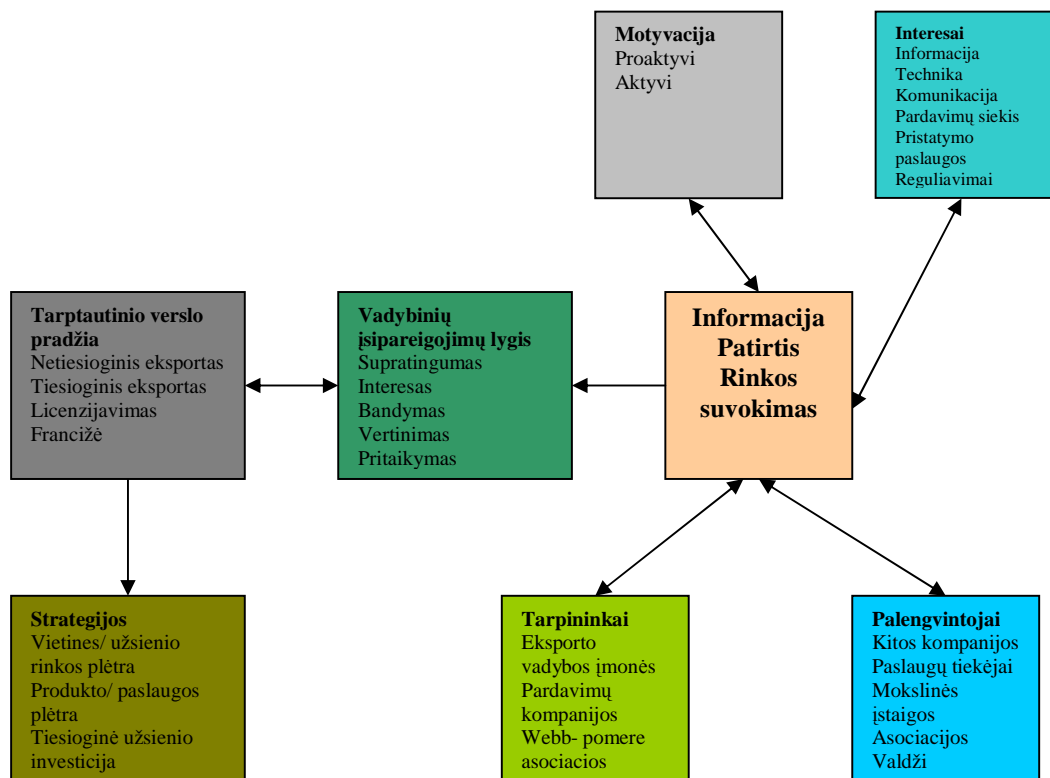 Motyvacija
Proaktyvi
Aktyvi
Interesai
Informacija
Technika
Komunikacija
Pardavimų siekis
Pristatymo
paslaugos
Reguliavimai
Tarptautinio verslo
pradžia
Netiesioginis eksportas
Tiesioginis eksportas
Licenzijavimas
Francižė
Vadybinių
įsipareigojimų lygis
Supratingumas
Interesas
Bandymas
Vertinimas
Pritaikymas
Informacija
Patirtis
Rinkos
suvokimas
Strategijos
Vietines/ užsienio
rinkos plėtra
Produkto/ paslaugos
plėtra
Tiesioginė užsienio
investicija
Tarpininkai
Eksporto
vadybos įmonės
Pardavimų
kompanijos
Webb- pomere
asociacios
Palengvintojai
Kitos kompanijos
Paslaugų tiekėjai
Mokslinės
įstaigos
Asociacijos
Valdži